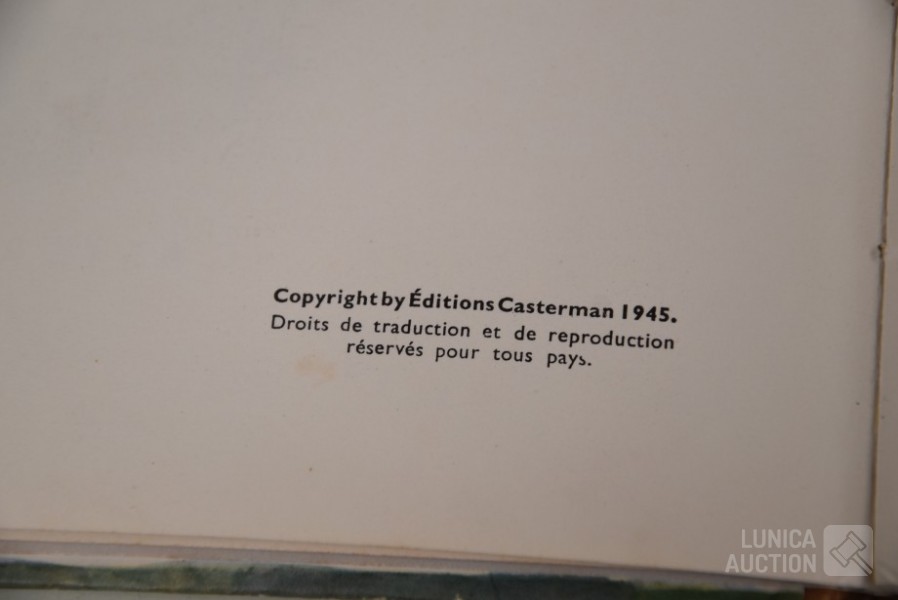 Copyright by Éditions Casterman 1945.
Droits de traduction et de reproduction
réservés pour tous pays.
LUNICA
AUCTION